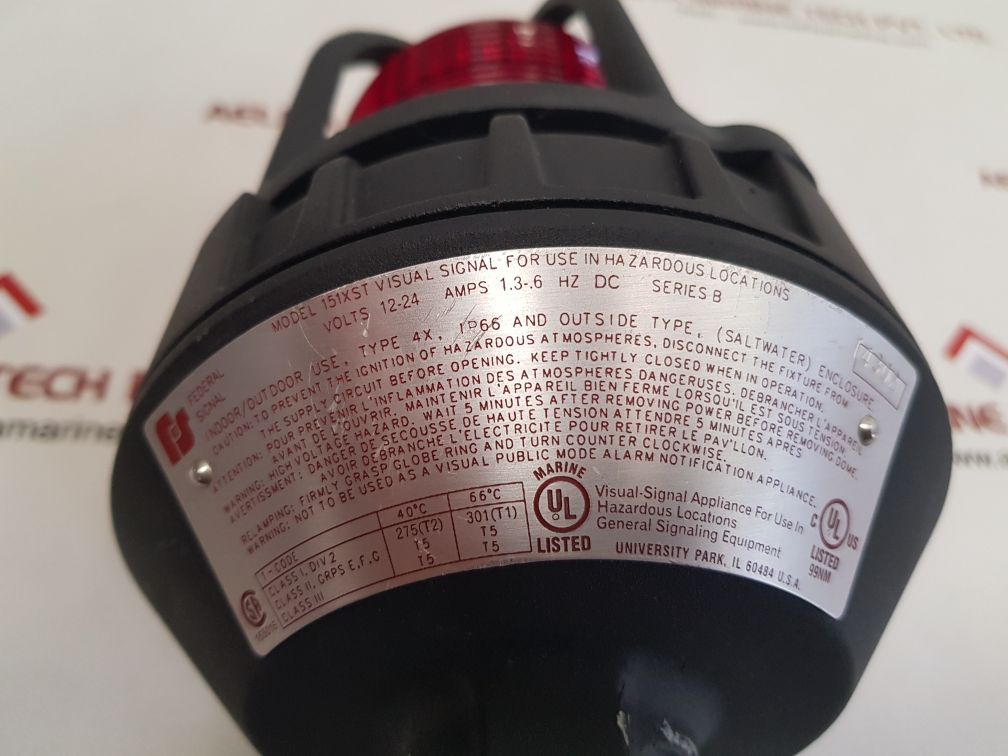 MODEL 151XST VISUAL SIGNAL FOR USE IN HAZARDOUS LOCATIONS
VOLTS 12-24 AMPS 1.3-.6 HZ DC SERIES B
FEDERAL
SIGNAL
INDOOR/OUTDOOR USE, TYPE 4X, IP66 AND OUTSIDE TYPE, (SALTWATER) ENCLOSURE
CAUTION: TO PREVENT THE IGNITION OF HAZARDOUS ATMOSPHERES, DISCONNECT THE FIXTURE FROM
THE SUPPLY CIRCUIT BEFORE OPENING. KEEP TIGHTLY CLOSED WHEN IN OPERATION.
ATTENTION: POUR PREVENIR L'INFLAMMATION DES ATMOSPHERES DANGERUSES, DEBRANCHER L'APPAREIL
AVANT DE L'OUVRIR. MAINTENIR L'APPAREIL BIEN FERME LORSQU'IL EST SOUS TENSION.
WARNING: HIGH VOLTAGE HAZARD. WAIT 5 MINUTES AFTER REMOVING POWER BEFORE REMOVING DOME.
AVERTISSMENT: DANGER DE SECOUSSE DE HAUTE TENSION ATTENDRE 5 MINUTES APRES
AVOIR DEBRANCHE L'ELECTRICITE POUR RETIRER LE PAV'LLON.
RE-LAMPING: FIRMLY GRASP GLOBE RING AND TURN COUNTER CLOCKWISE.
WARNING: NOT TO BE USED AS A VISUAL PUBLIC MODE ALARM NOTIFICATION APPLIANCE.
T-CODE 40°C 66°C
CLASS I, DIV 2 275(T2) 301(T1)
CLASS II, GRPS E,F,G T5 T5
CLASS III T5 T5
MARINE
UL
LISTED
Visual-Signal Appliance For Use In
Hazardous Locations
General Signaling Equipment
UNIVERSITY PARK, IL 60484 U.S.A.
C UL US
LISTED
99NM